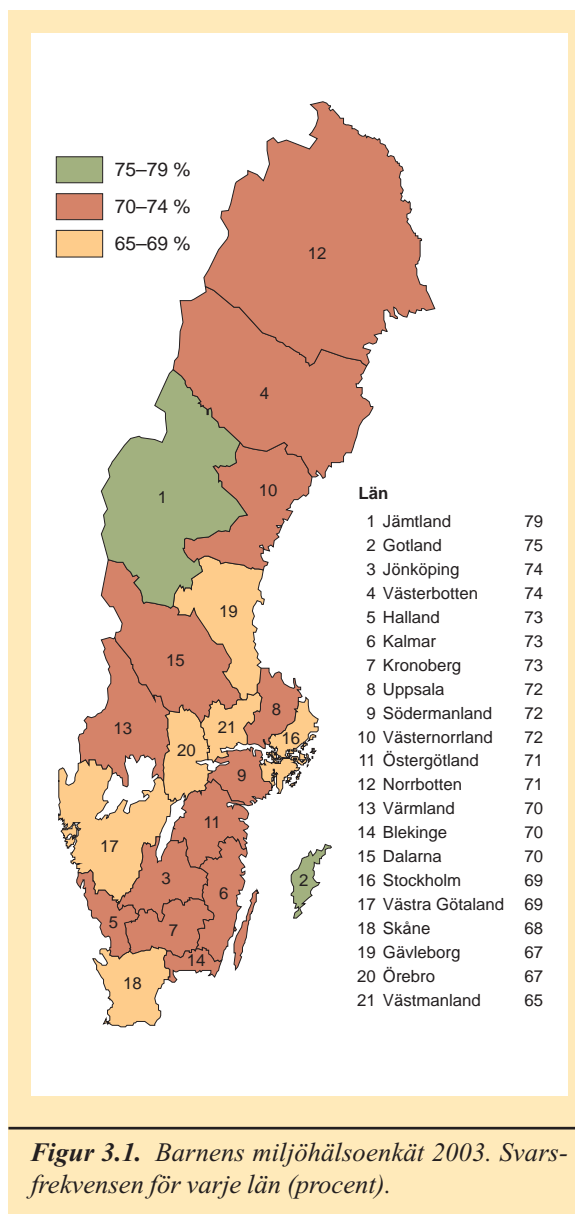 75–79 %
70–74 %
65–69 %
12
4
10
1
19
15
8
21
16
13
20
9
11
17
3
6
2
5
7
14
18
Län
1 Jämtland 79
2 Gotland 75
3 Jönköping 74
4 Västerbotten 74
5 Halland 73
6 Kalmar 73
7 Kronoberg 73
8 Uppsala 72
9 Södermanland 72
10 Västernorrland 72
11 Östergötland 71
12 Norrbotten 71
13 Värmland 70
14 Blekinge 70
15 Dalarna 70
16 Stockholm 69
17 Västra Götaland 69
18 Skåne 68
19 Gävleborg 67
20 Örebro 67
21 Västmanland 65
Figur 3.1. Barnens miljöhälsoenkät 2003. Svars-
frekvensen för varje län (procent).